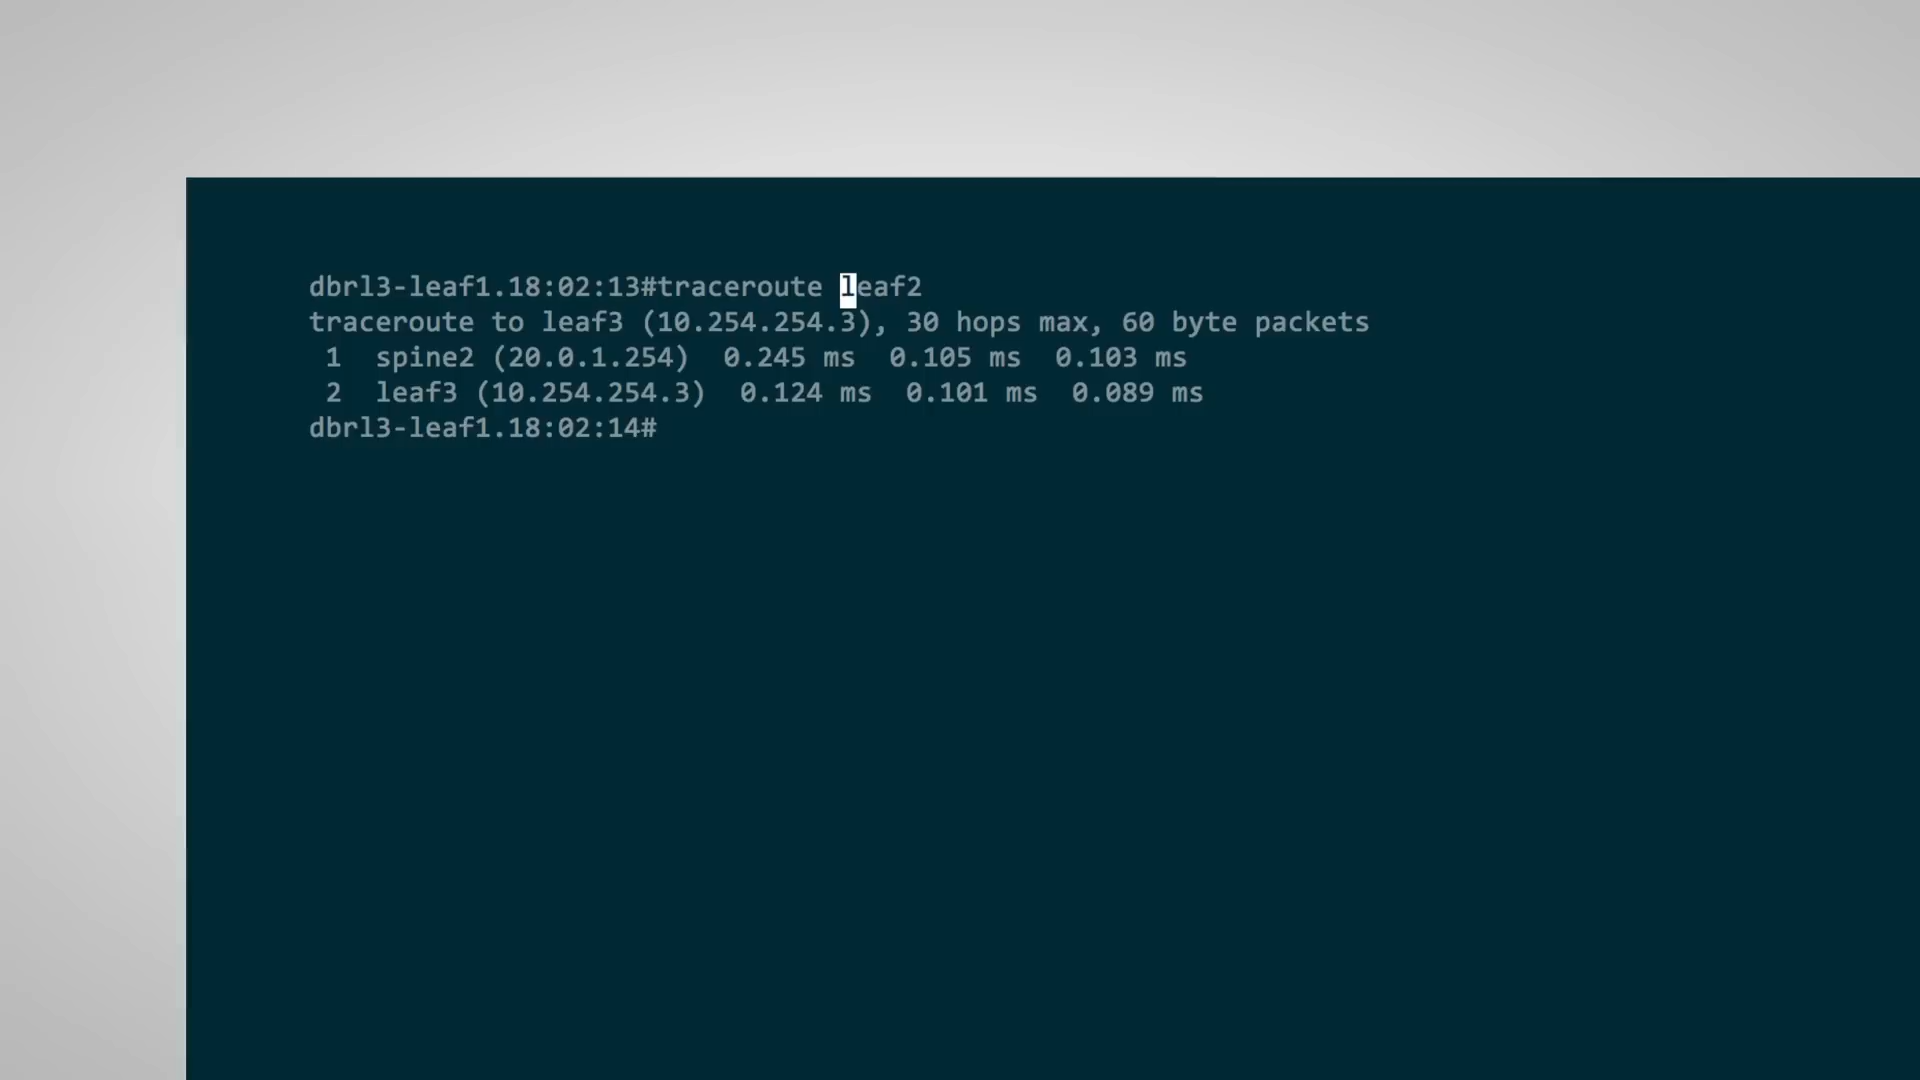 dbrl3-leaf1.18:02:13#traceroute leaf2
traceroute to leaf3 (10.254.254.3), 30 hops max, 60 byte packets
1 spine2 (20.0.1.254) 0.245 ms 0.105 ms 0.103 ms
2 leaf3 (10.254.254.3) 0.124 ms 0.101 ms 0.089 ms
dbrl3-leaf1.18:02:14#